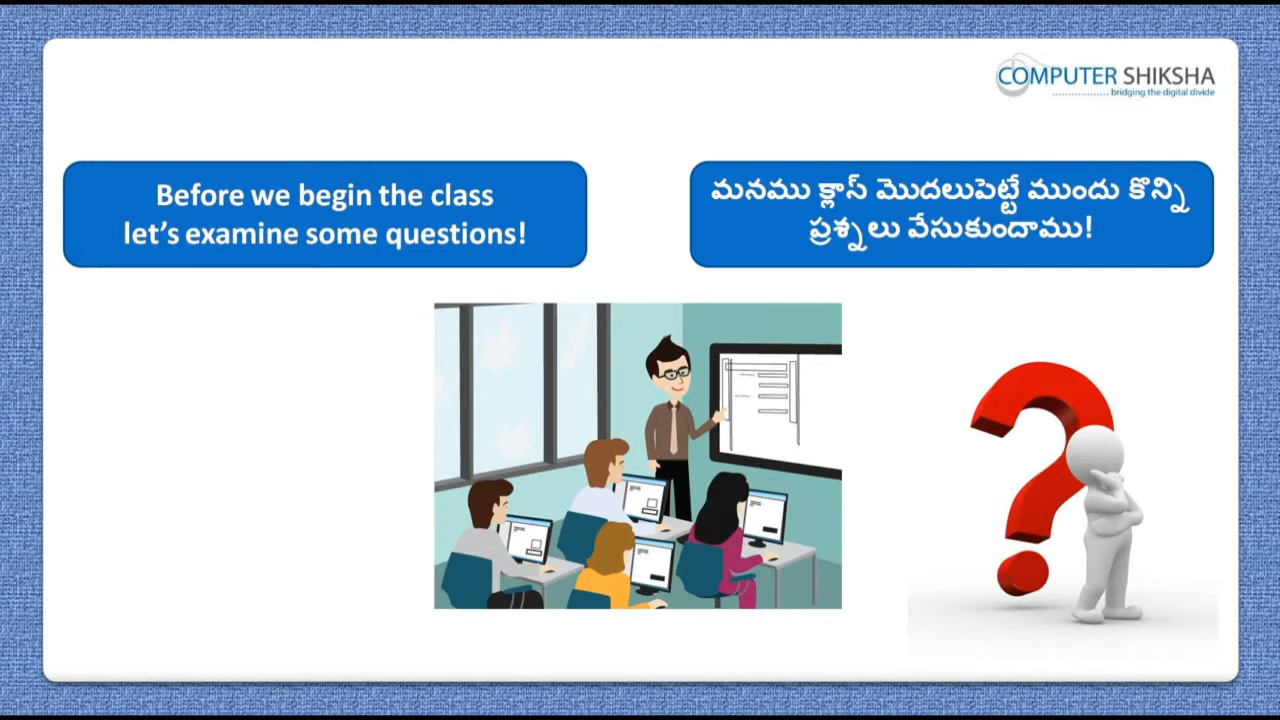 COMPUTER SHIKSHA
.................. bridging the digital divide
Before we begin the class
let's examine some questions!
మనము క్లాస్ మొదలుపెట్టే ముందు కొన్ని
ప్రశ్నలు వేసుకుందాము!